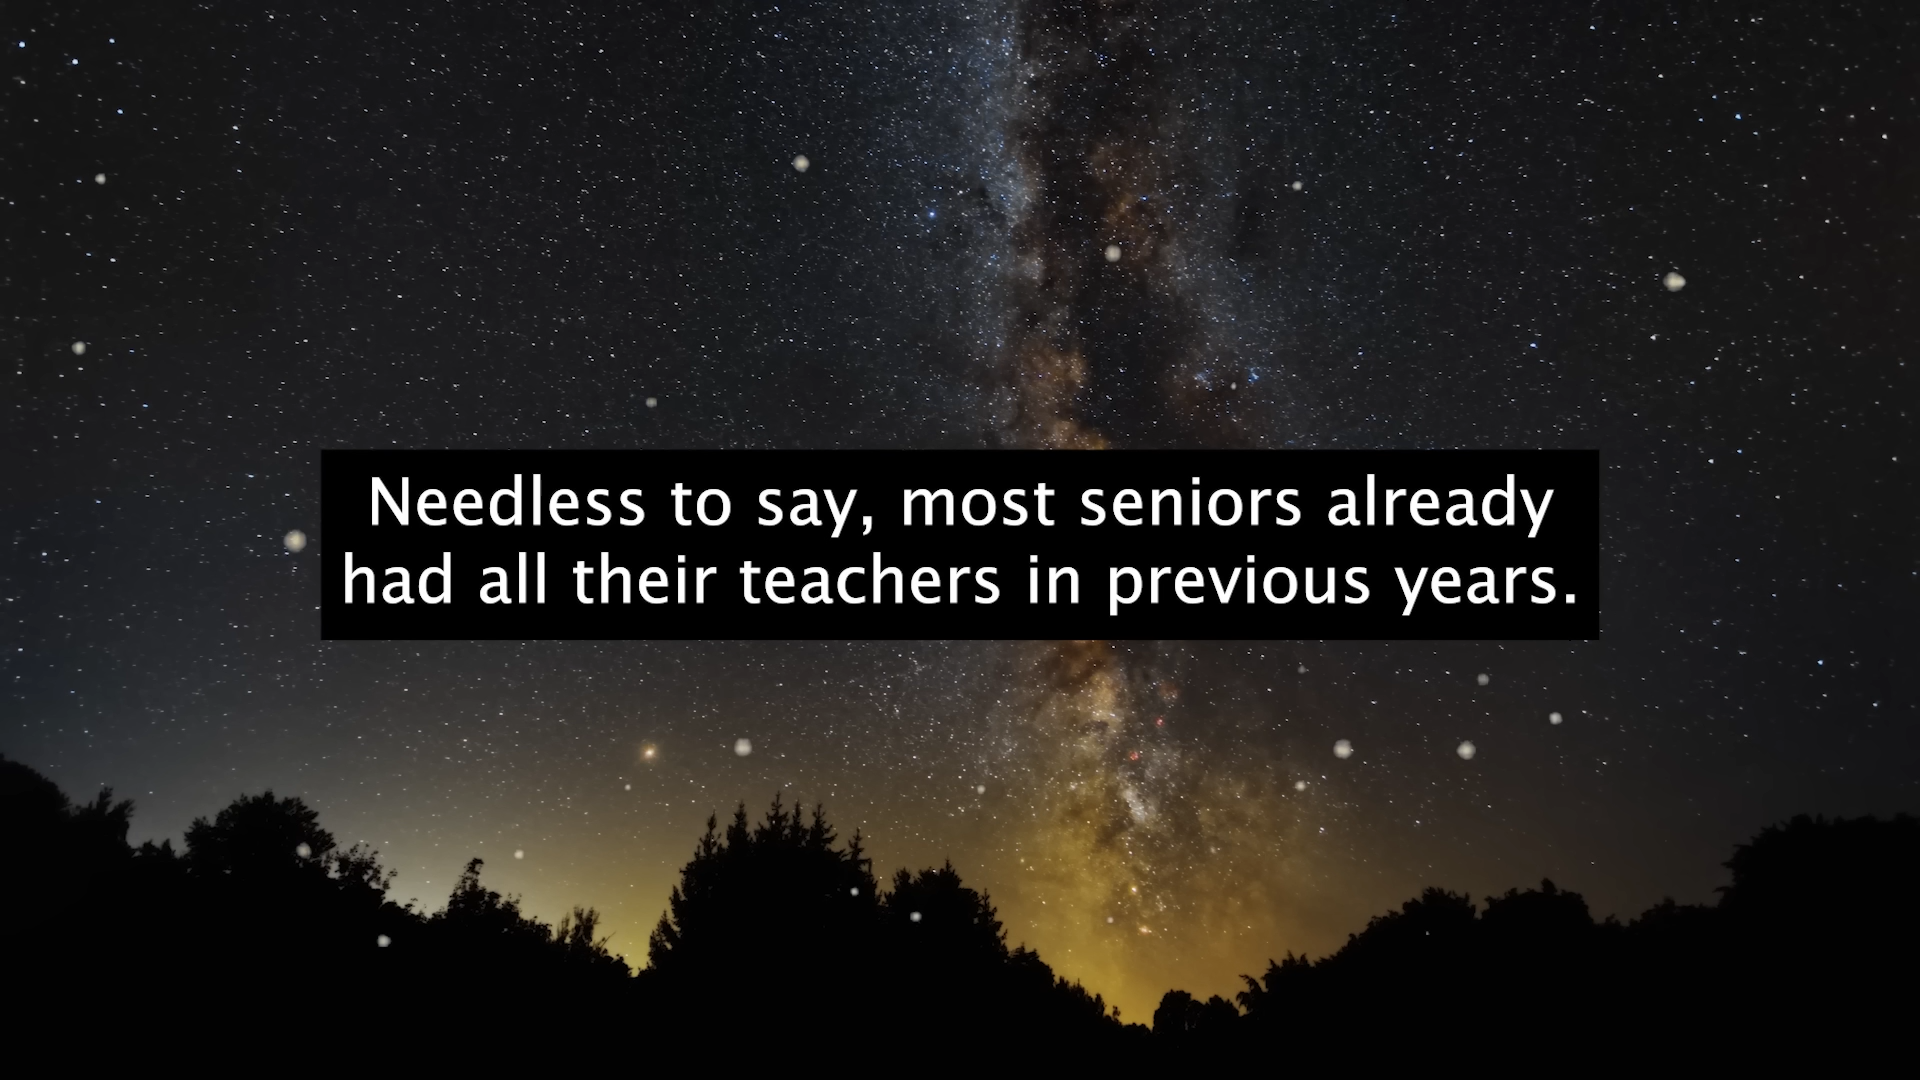 Needless to say, most seniors already
had all their teachers in previous years.